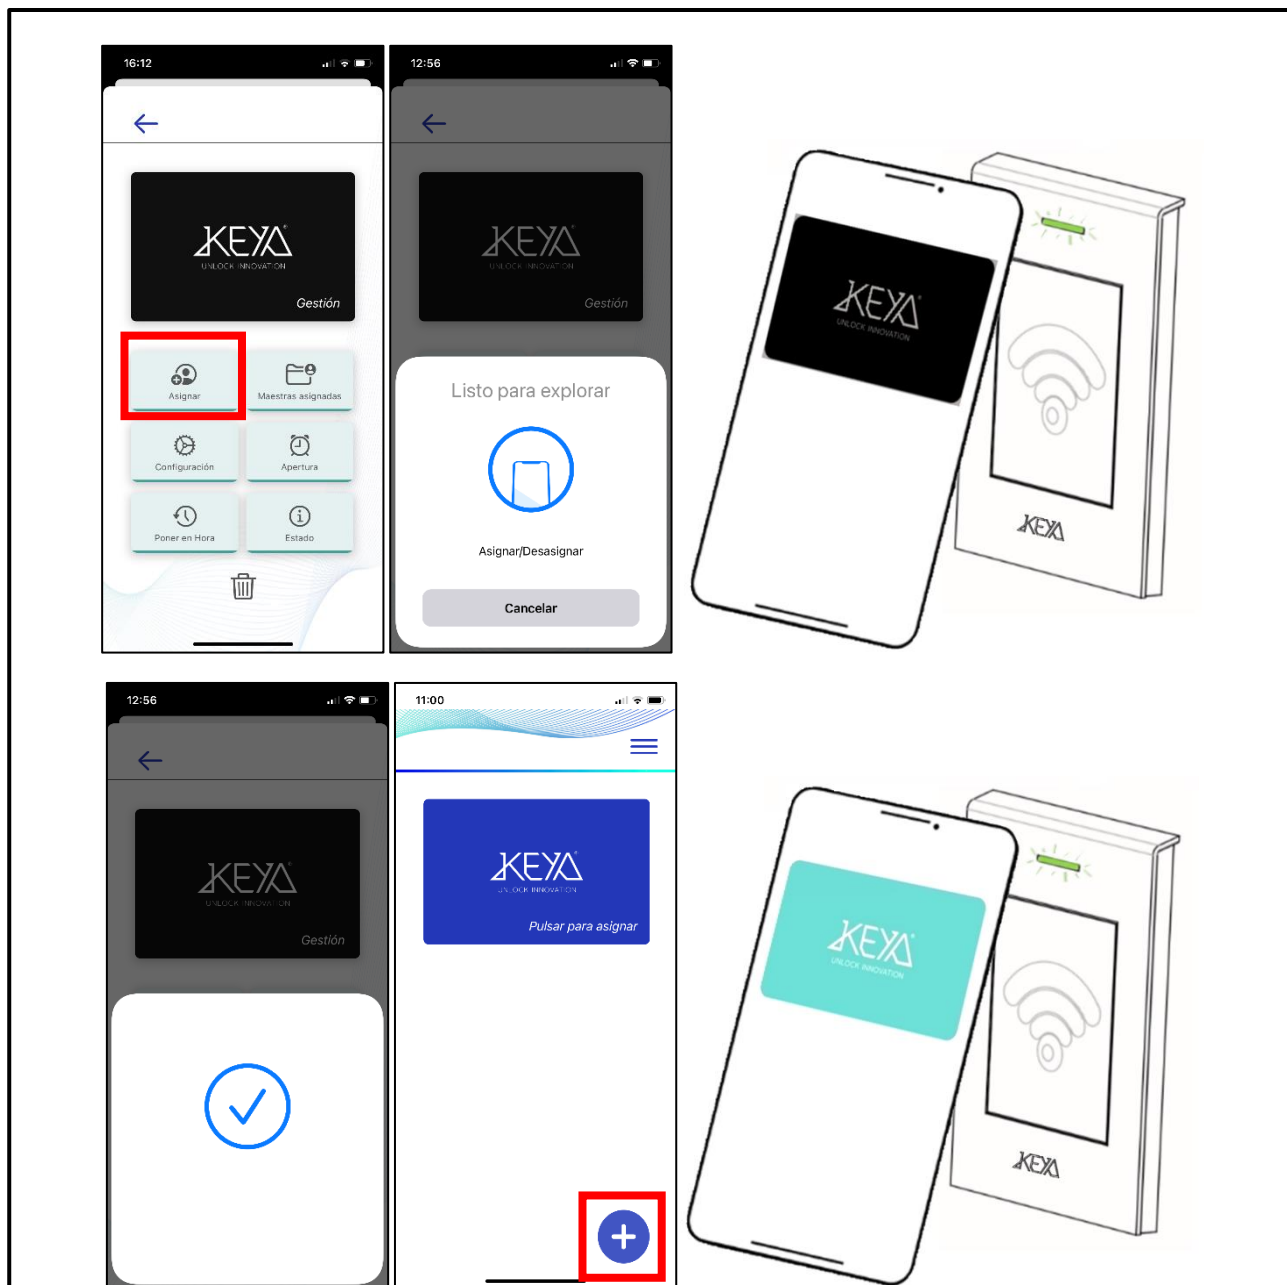 16:12
KEYA
UNLOCK INNOVATION
Gestión
Asignar
Maestras asignadas
Configuración
Apertura
Poner en Hora
Estado
12:56
KEYA
UNLOCK INNOVATION
Gestión
Listo para explorar
Asignar/Desasignar
Cancelar
KEYA
UNLOCK INNOVATION
KEYA
12:56
KEYA
UNLOCK INNOVATION
Gestión
11:00
KEYA
UNLOCK INNOVATION
Pulsar para asignar
KEYA
UNLOCK INNOVATION
KEYA